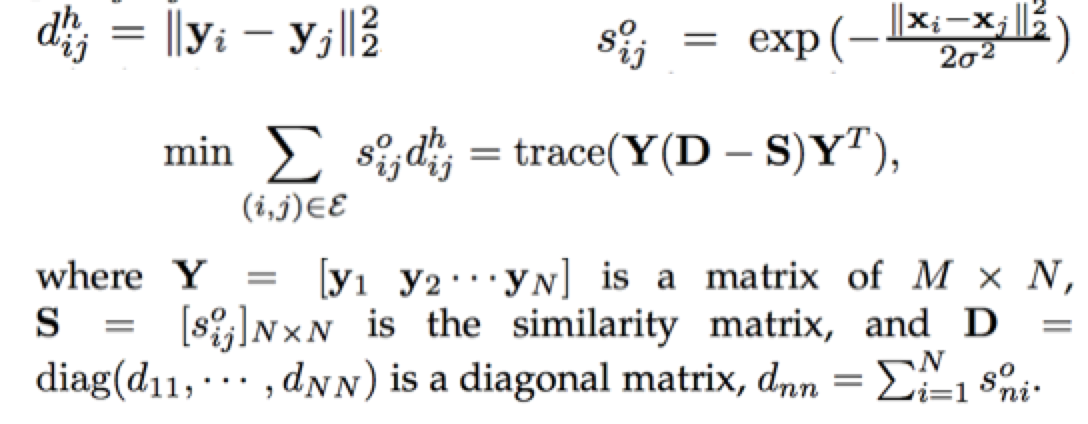 d^h_{ij} = ‖y_i − y_j‖^2_2    s^o_{ij} = exp(−‖x_i−x_j‖^2_2 / 2σ^2)
min ∑_{(i,j)∈ℰ} s^o_{ij} d^h_{ij} = trace(Y(D − S)Y^T),
where Y = [y_1 y_2 ⋯ y_N] is a matrix of M × N,
S = [s^o_{ij}]_{N×N} is the similarity matrix, and D =
diag(d_{11}, ⋯ , d_{NN}) is a diagonal matrix, d_{nn} = ∑^N_{i=1} s^o_{ni}.